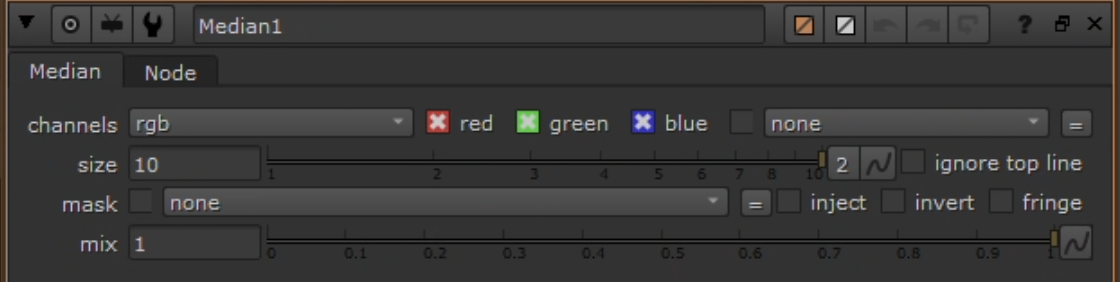 Median1 ?
Median Node
channels rgb red green blue none =
size 10 1 2 3 4 5 6 7 8 10 2 ignore top line
mask none = inject invert fringe
mix 1 0 0.1 0.2 0.3 0.4 0.5 0.6 0.7 0.8 0.9 1